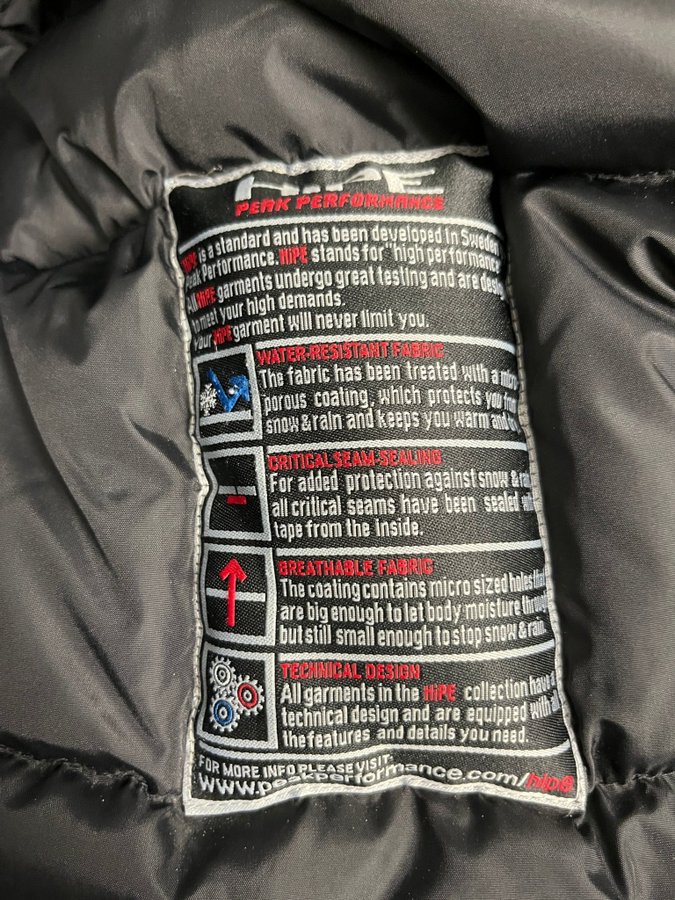 HiPE
PEAK PERFORMANCE
HiPE is a standard and has been developed in Sweden
Peak Performance. HiPE stands for "high performance
All HiPE garments undergo great testing and are
to meet your high demands.
Your HiPE garment will never limit you.
WATER-RESISTANT FABRIC
The fabric has been treated with a micro
porous coating, which protects you from
snow & rain and keeps you warm and
CRITICAL SEAM-SEALING
For added protection against snow & rain
all critical seams have been sealed with
tape from the inside.
BREATHABLE FABRIC
The coating contains micro sized holes that
are big enough to let body moisture through
but still small enough to stop snow & rain.
TECHNICAL DESIGN
All garments in the HiPE collection have a
technical design and are equipped with all
the features and details you need.
FOR MORE INFO PLEASE VISIT:
www.peakperformance.com/hipe